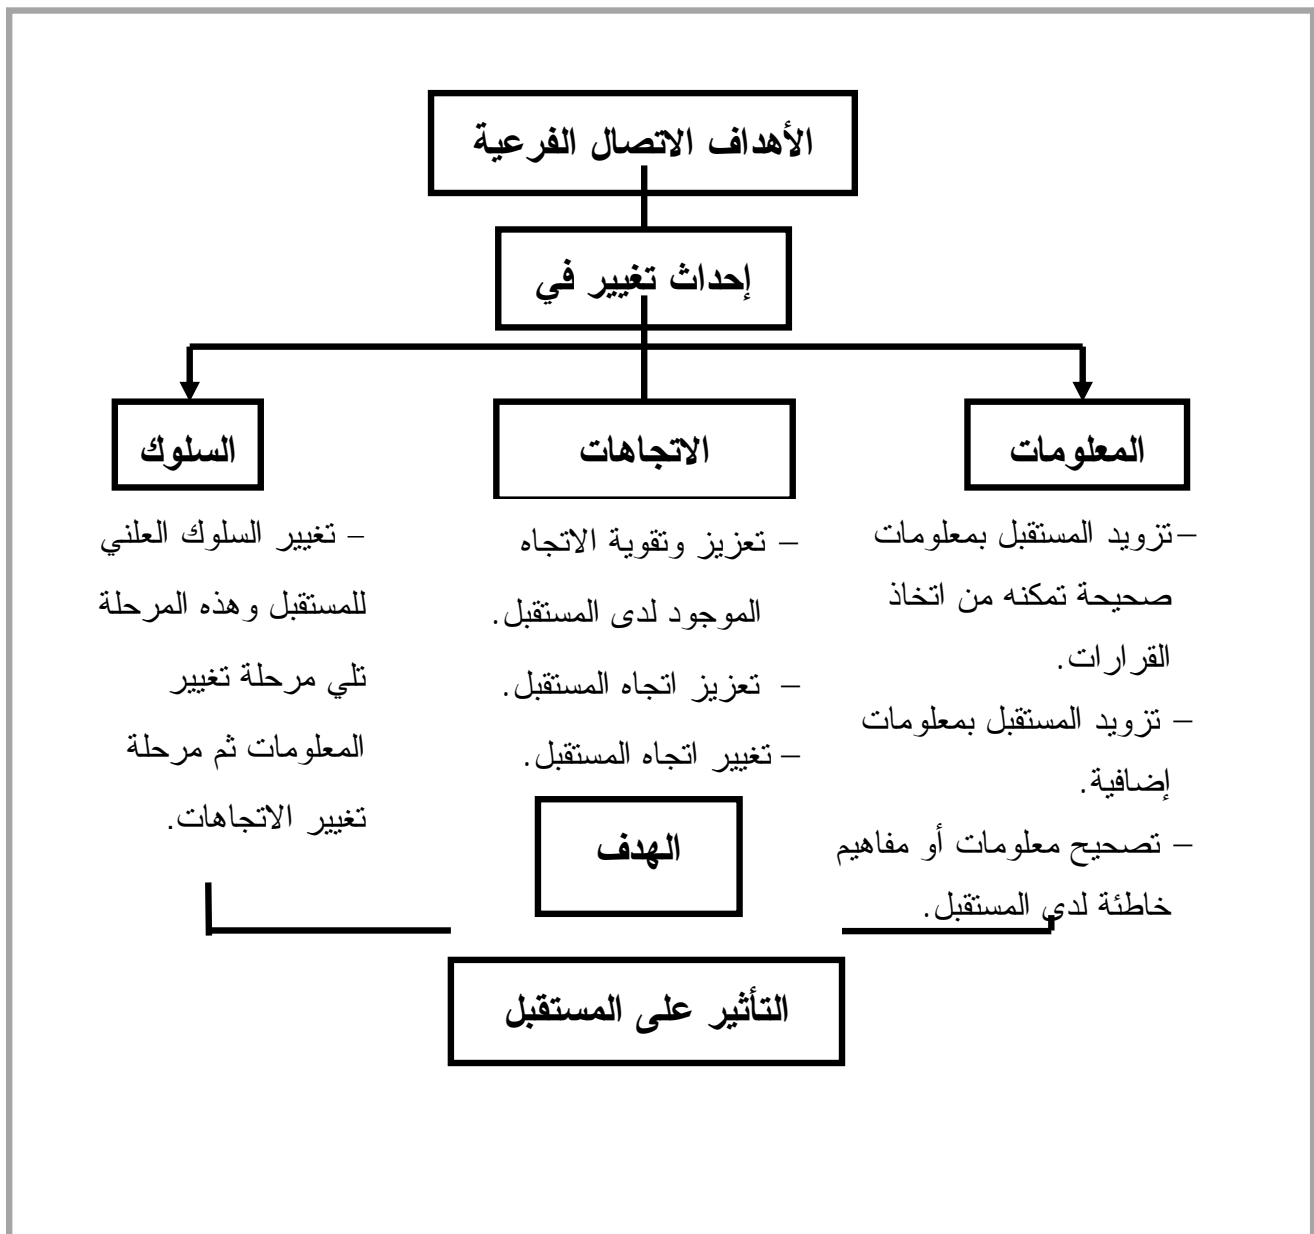 الأهداف الاتصال الفرعية
إحداث تغيير في
المعلومات
–تزويد المستقبل بمعلومات
صحيحة تمكنه من اتخاذ
القرارات.
– تزويد المستقبل بمعلومات
إضافية.
– تصحيح معلومات أو مفاهيم
خاطئة لدى المستقبل.
الاتجاهات
– تعزيز وتقوية الاتجاه
الموجود لدى المستقبل.
– تعزيز اتجاه المستقبل.
– تغيير اتجاه المستقبل.
السلوك
– تغيير السلوك العلني
للمستقبل وهذه المرحلة
تلي مرحلة تغيير
المعلومات ثم مرحلة
تغيير الاتجاهات.
الهدف
التأثير على المستقبل